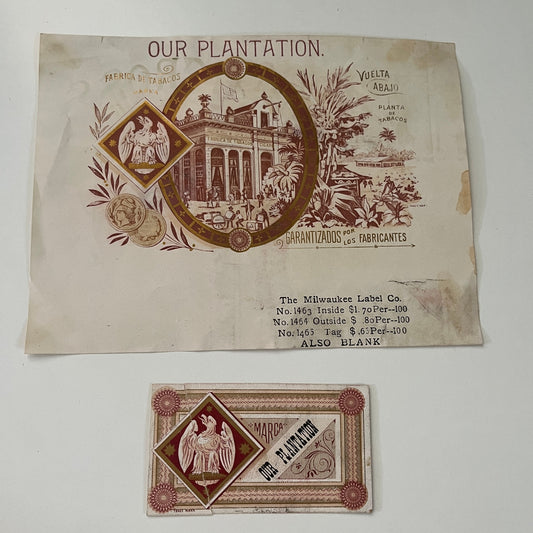 OUR PLANTATION.
FABRICA DE TABACOS
VUELTA
ABAJO
PLANTA
DE
TABACOS
GARANTIZADOS POR LOS FABRICANTES
The Milwaukee Label Co.
No. 1463 Inside $1.70 Per--100
No. 1464 Outside $ .80 Per--100
No. 1465 Tag $ .65 Per--100
ALSO BLANK
MARCA
OUR PLANTATION